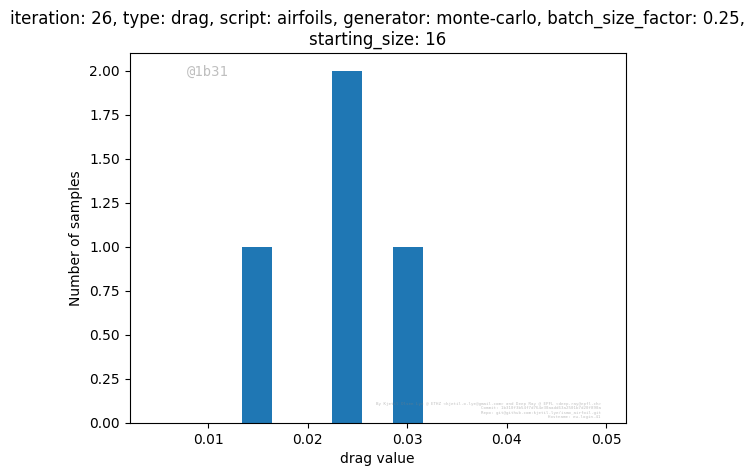 iteration: 26, type: drag, script: airfoils, generator: monte-carlo, batch_size_factor: 0.25,
starting_size: 16
@1b31
2.00
1.75
1.50
1.25
1.00
0.75
0.50
0.25
0.00
Number of samples
0.01
0.02
0.03
0.04
0.05
drag value